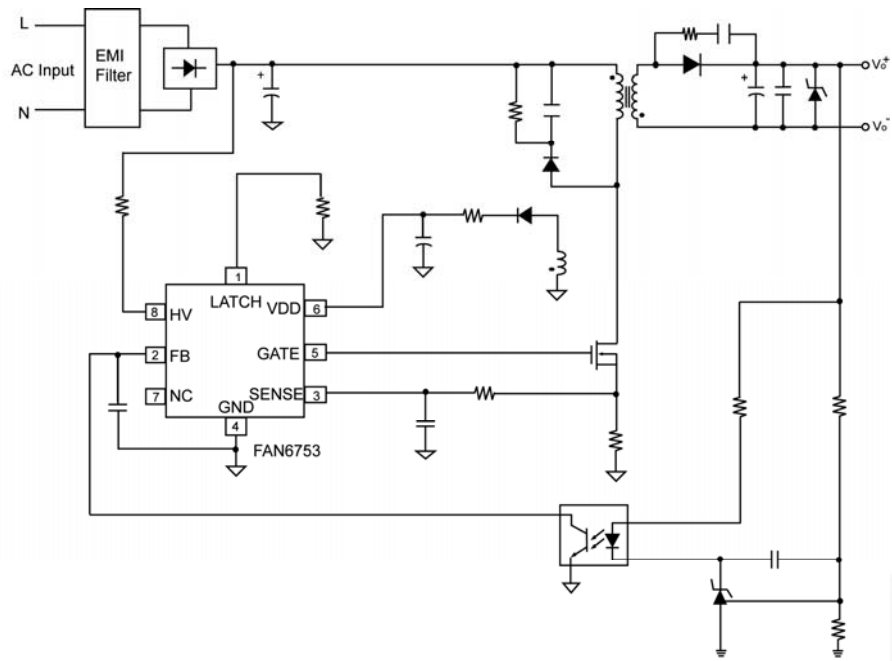 L
AC Input
N
EMI
Filter
+
+
Vo+
Vo-
1
LATCH
8
HV
VDD
6
2
FB
GATE
5
7
NC
SENSE
3
GND
4
FAN6753